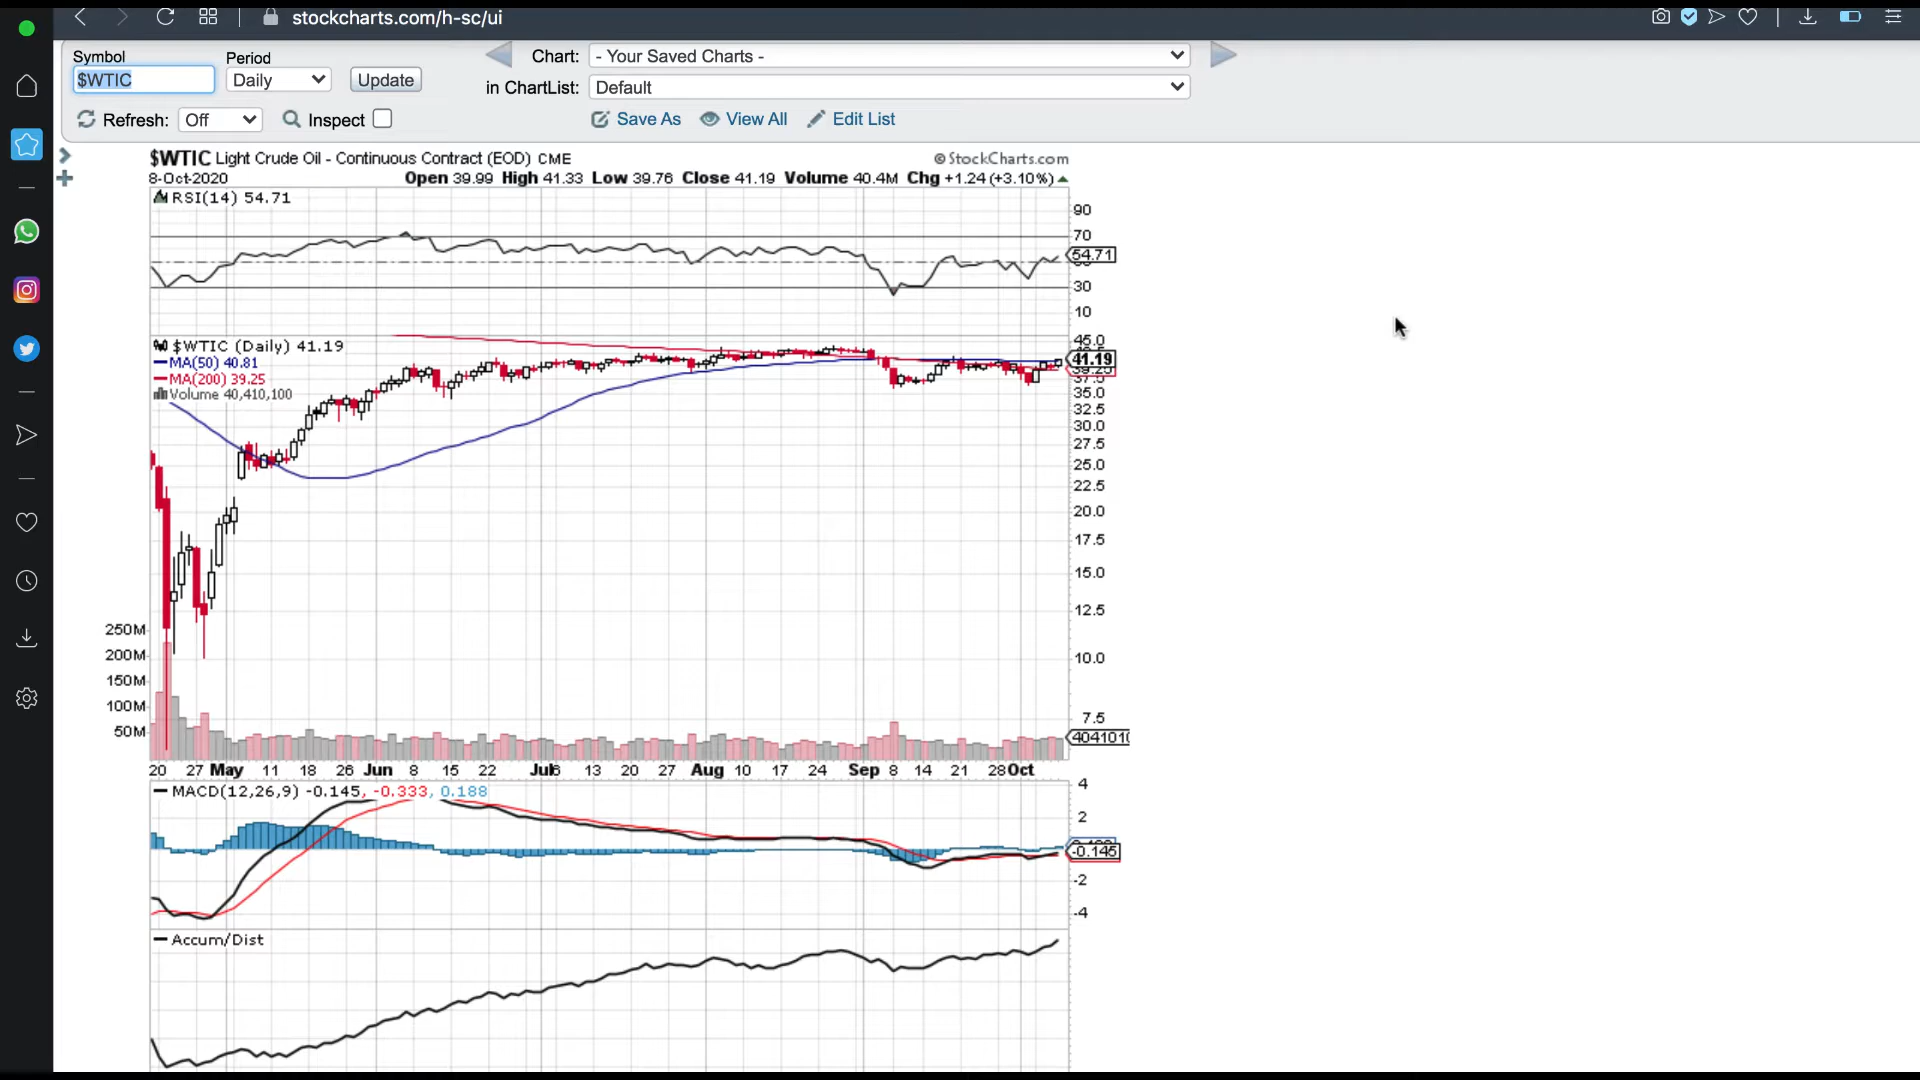 stockcharts.com/h-sc/ui
Symbol
Period
Chart:
- Your Saved Charts -
$WTIC
Daily
Update
in ChartList:
Default
Refresh:
Off
Inspect
Save As
View All
Edit List
$WTIC Light Crude Oil - Continuous Contract (EOD) CME
© StockCharts.com
8-Oct-2020
Open 39.99 High 41.33 Low 39.76 Close 41.19 Volume 40.4M Chg +1.24 (+3.10%)
RSI(14) 54.71
90
70
54.71
30
10
$WTIC (Daily) 41.19
MA(50) 40.81
MA(200) 39.25
Volume 40,410,100
45.0
41.19
39.25
37.5
35.0
32.5
30.0
27.5
25.0
22.5
20.0
17.5
15.0
12.5
10.0
7.5
250M
200M
150M
100M
50M
4041010
20 27 May 11 18 26 Jun 8 15 22 Jul 6 13 20 27 Aug 10 17 24 Sep 8 14 21 28 Oct
MACD(12,26,9) -0.145, -0.333, 0.188
4
2
-0.145
-2
-4
Accum/Dist